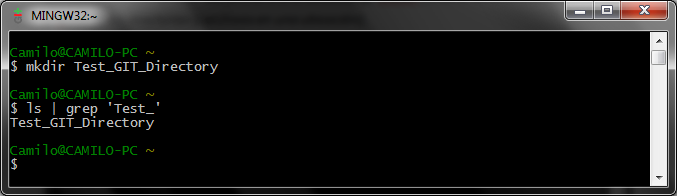 MINGW32:~
Camilo@CAMILO-PC ~
$ mkdir Test_GIT_Directory
Camilo@CAMILO-PC ~
$ ls | grep 'Test_'
Test_GIT_Directory
Camilo@CAMILO-PC ~
$